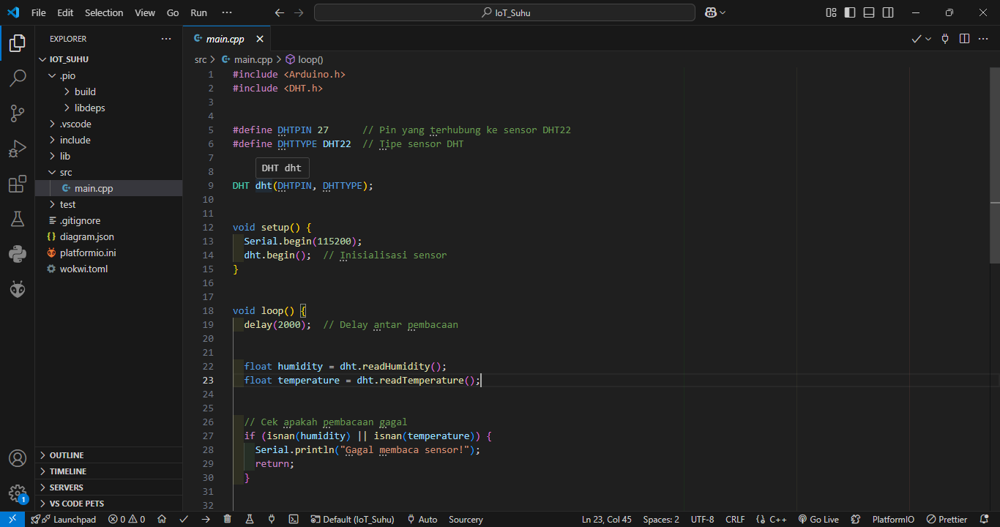 File Edit Selection View Go Run ··· IoT_Suhu
EXPLORER ···
IOT_SUHU
.pio
build
libdeps
.vscode
include
lib
src
main.cpp
test
.gitignore
diagram.json
platformio.ini
wokwi.toml
OUTLINE
TIMELINE
SERVERS
VS CODE PETS
1
main.cpp
src > main.cpp > loop()
1 #include <Arduino.h>
2 #include <DHT.h>
3
4
5 #define DHTPIN 27      // Pin yang terhubung ke sensor DHT22
6 #define DHTTYPE DHT22  // Tipe sensor DHT
7
DHT dht
8
9 DHT dht(DHTPIN, DHTTYPE);
10
11
12 void setup() {
13   Serial.begin(115200);
14   dht.begin();  // Inisialisasi sensor
15 }
16
17
18 void loop() {
19   delay(2000);  // Delay antar pembacaan
20
21
22   float humidity = dht.readHumidity();
23   float temperature = dht.readTemperature();
24
25
26   // Cek apakah pembacaan gagal
27   if (isnan(humidity) || isnan(temperature)) {
28     Serial.println("Gagal membaca sensor!");
29     return;
30   }
31
32
Launchpad 0 0 Default (IoT_Suhu) Auto Sourcery Ln 23, Col 45 Spaces: 2 UTF-8 CRLF {} C++ Go Live PlatformIO Prettier